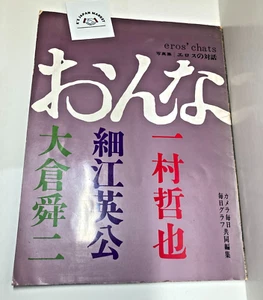 eros' chats
写真集・エロスの対話
おんな
一村哲也
細江英公
大倉舜二
カメラ毎日 共同編集
毎日グラフ